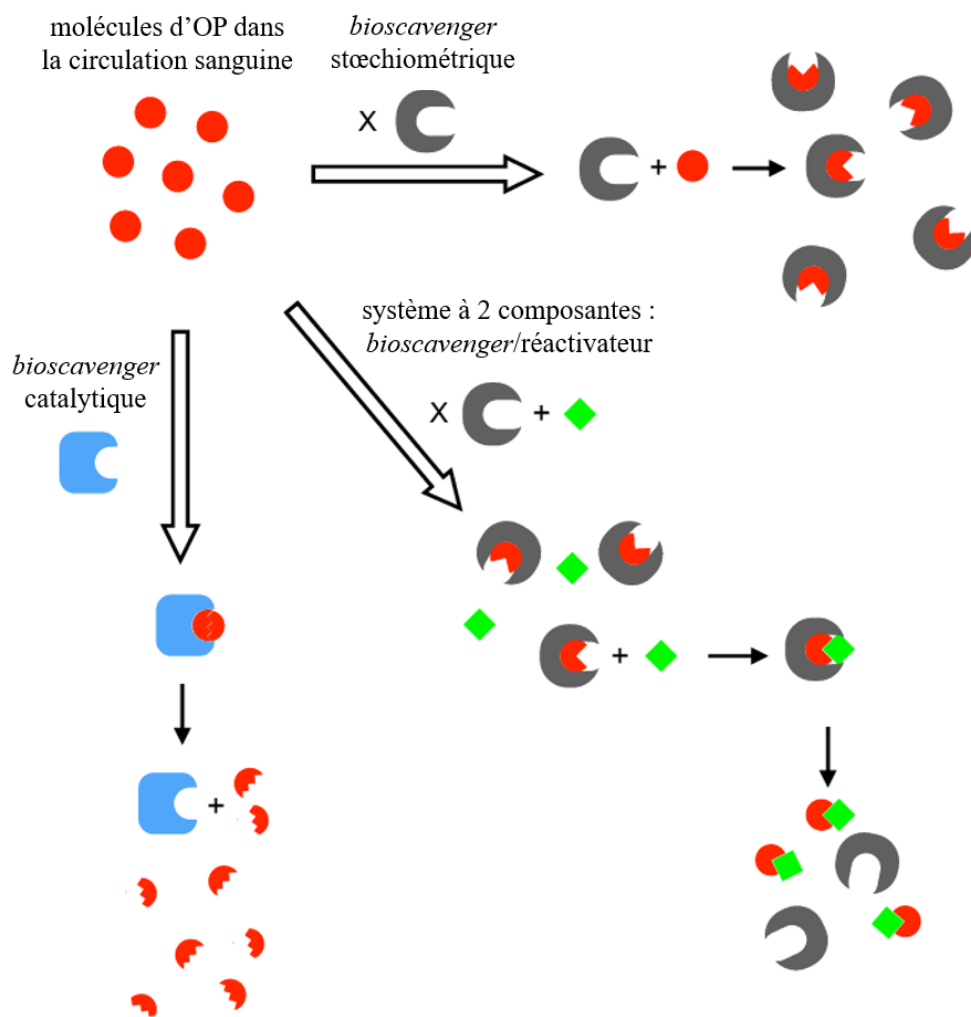 molécules d’OP dans
la circulation sanguine
bioscavenger
stœchiométrique
X
+
système à 2 composantes :
bioscavenger/réactivateur
X
+
bioscavenger
catalytique
+
+